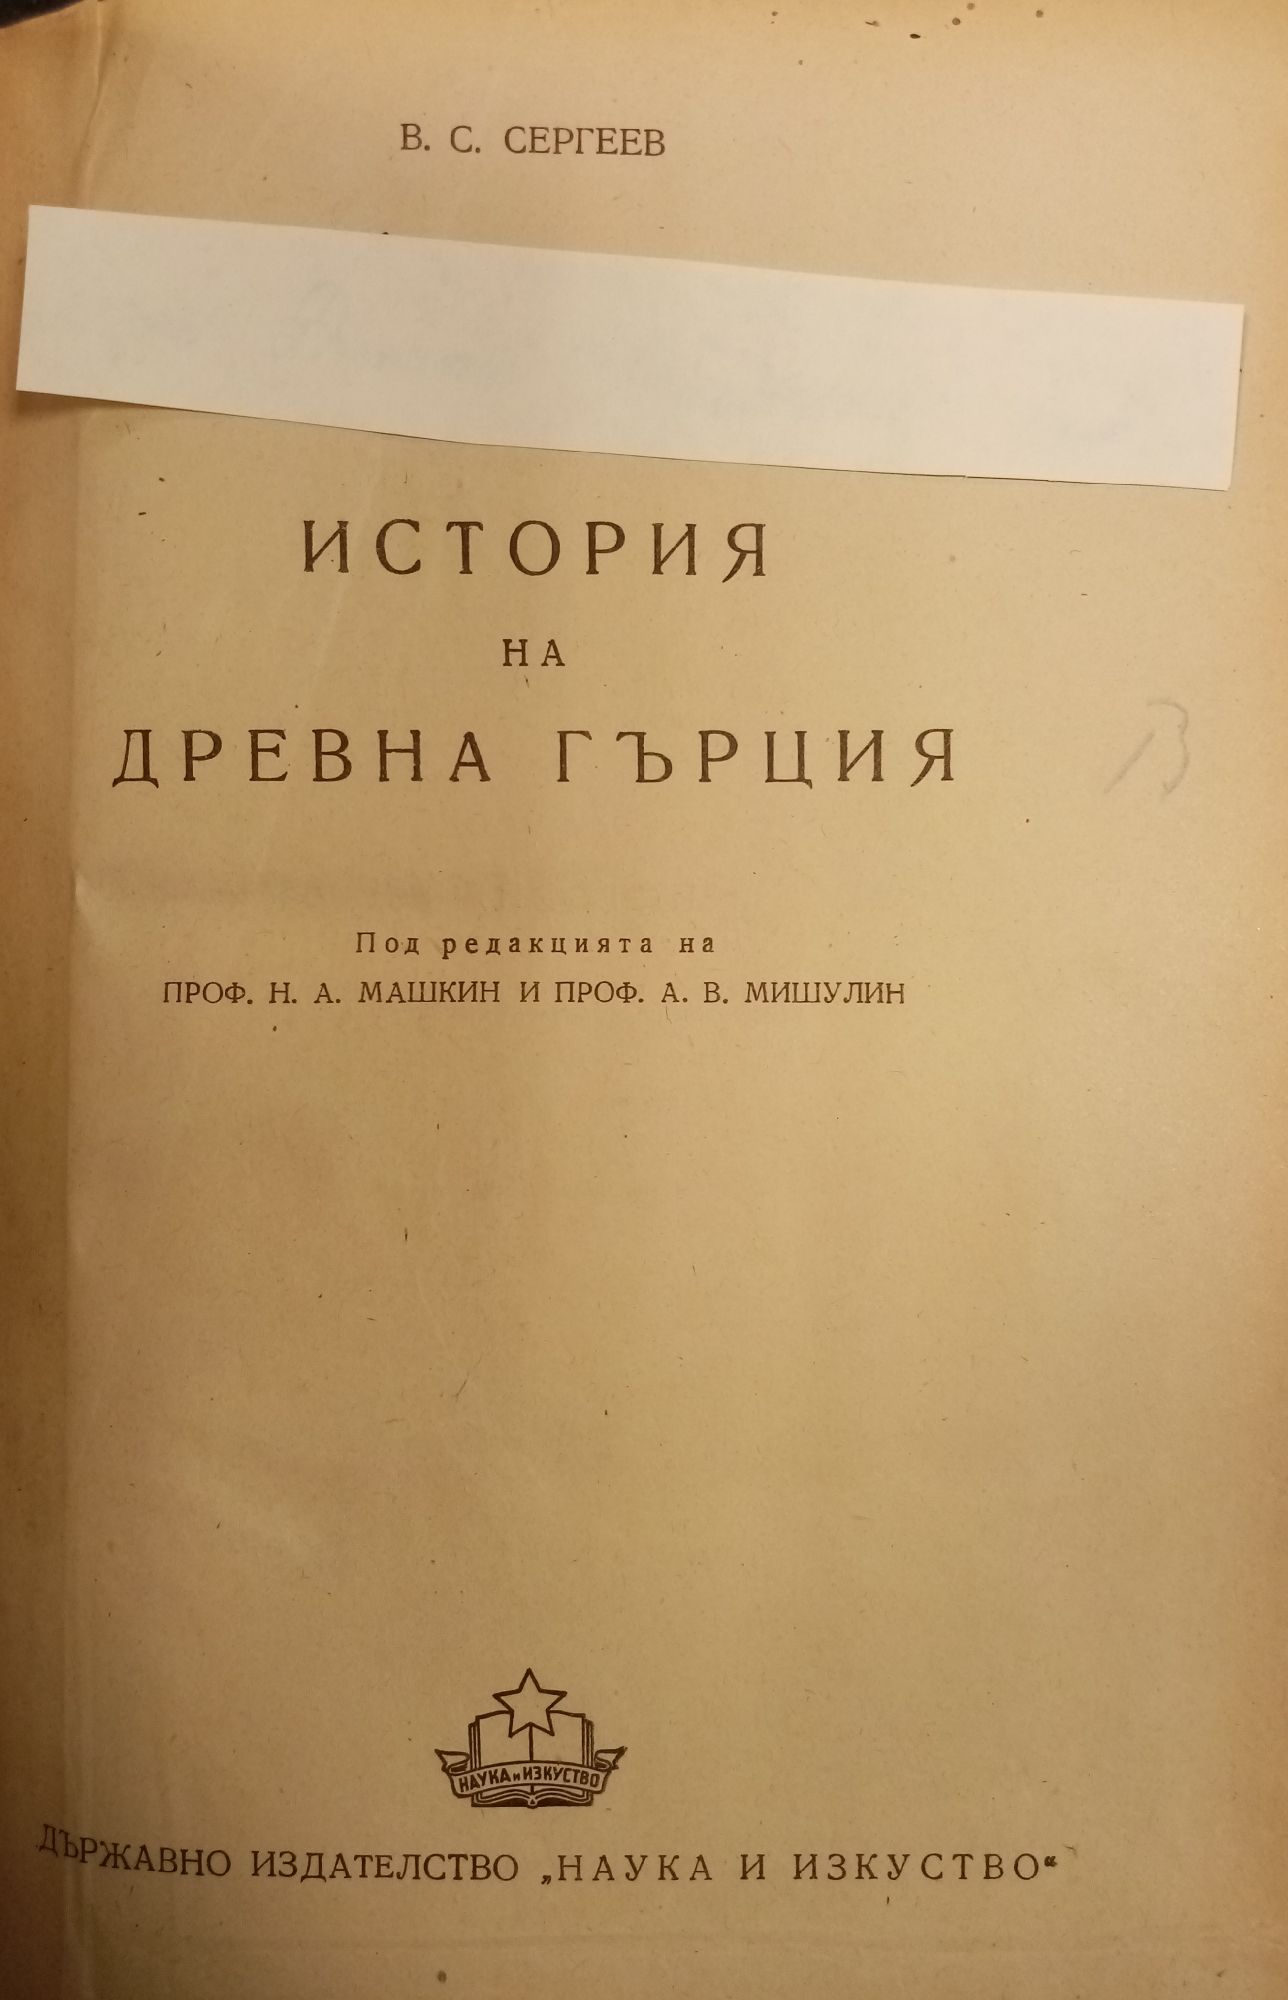 В. С. СЕРГЕЕВ
ИСТОРИЯ
НА
ДРЕВНА ГЪРЦИЯ
Под редакцията на
ПРОФ. Н. А. МАШКИН И ПРОФ. А. В. МИШУЛИН
НАУКА и ИЗКУСТВО
ДЪРЖАВНО ИЗДАТЕЛСТВО „НАУКА И ИЗКУСТВО“